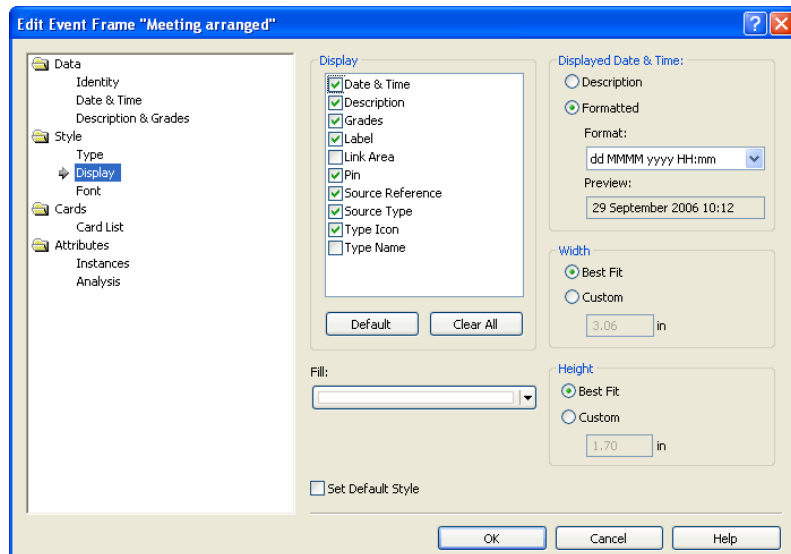 Edit Event Frame "Meeting arranged"
Data
Identity
Date & Time
Description & Grades
Style
Type
Display
Font
Cards
Card List
Attributes
Instances
Analysis
Display
Date & Time
Description
Grades
Label
Link Area
Pin
Source Reference
Source Type
Type Icon
Type Name
Default Clear All
Fill:
Set Default Style
Displayed Date & Time:
Description
Formatted
Format:
dd MMMM yyyy HH:mm
Preview:
29 September 2006 10:12
Width
Best Fit
Custom
3.06 in
Height
Best Fit
Custom
1.70 in
OK Cancel Help